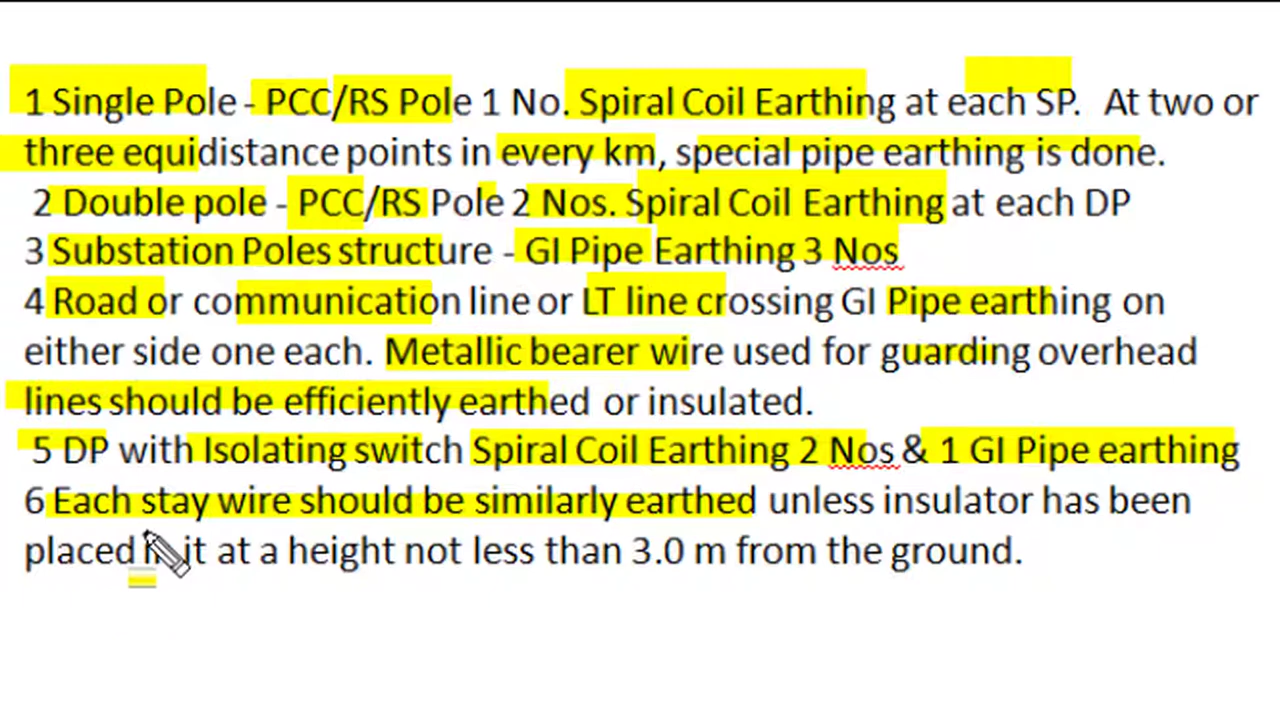 1 Single Pole - PCC/RS Pole 1 No. Spiral Coil Earthing at each SP. At two or
three equidistance points in every km, special pipe earthing is done.
2 Double pole - PCC/RS Pole 2 Nos. Spiral Coil Earthing at each DP
3 Substation Poles structure - GI Pipe Earthing 3 Nos
4 Road or communication line or LT line crossing GI Pipe earthing on
either side one each. Metallic bearer wire used for guarding overhead
lines should be efficiently earthed or insulated.
5 DP with Isolating switch Spiral Coil Earthing 2 Nos & 1 GI Pipe earthing
6 Each stay wire should be similarly earthed unless insulator has been
placed it at a height not less than 3.0 m from the ground.